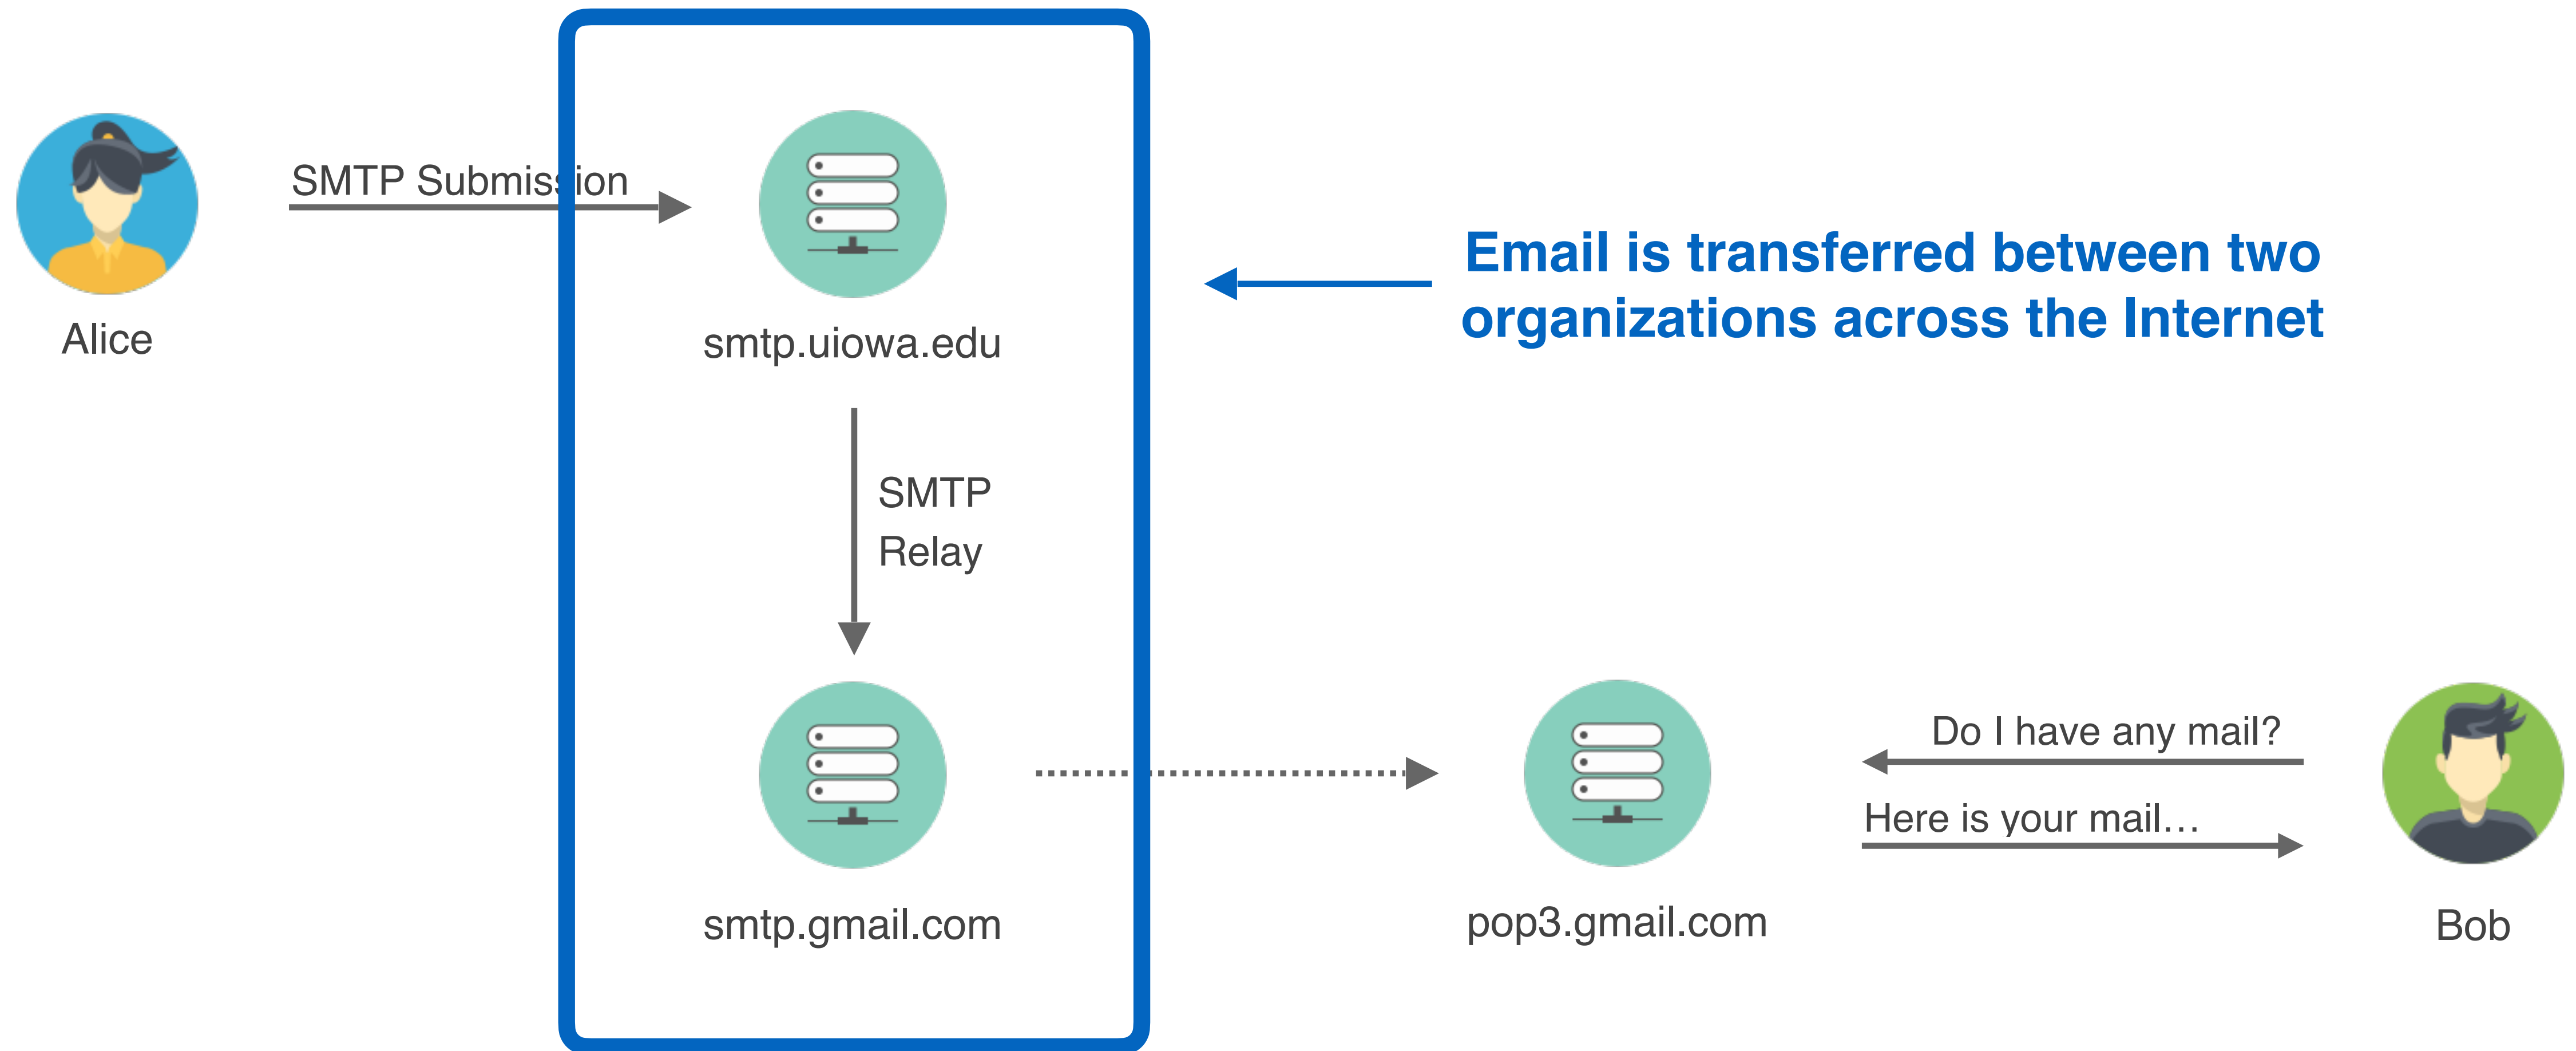 SMTP Submission
Alice
smtp.uiowa.edu
Email is transferred between two
organizations across the Internet
SMTP
Relay
smtp.gmail.com
pop3.gmail.com
Do I have any mail?
Here is your mail…
Bob